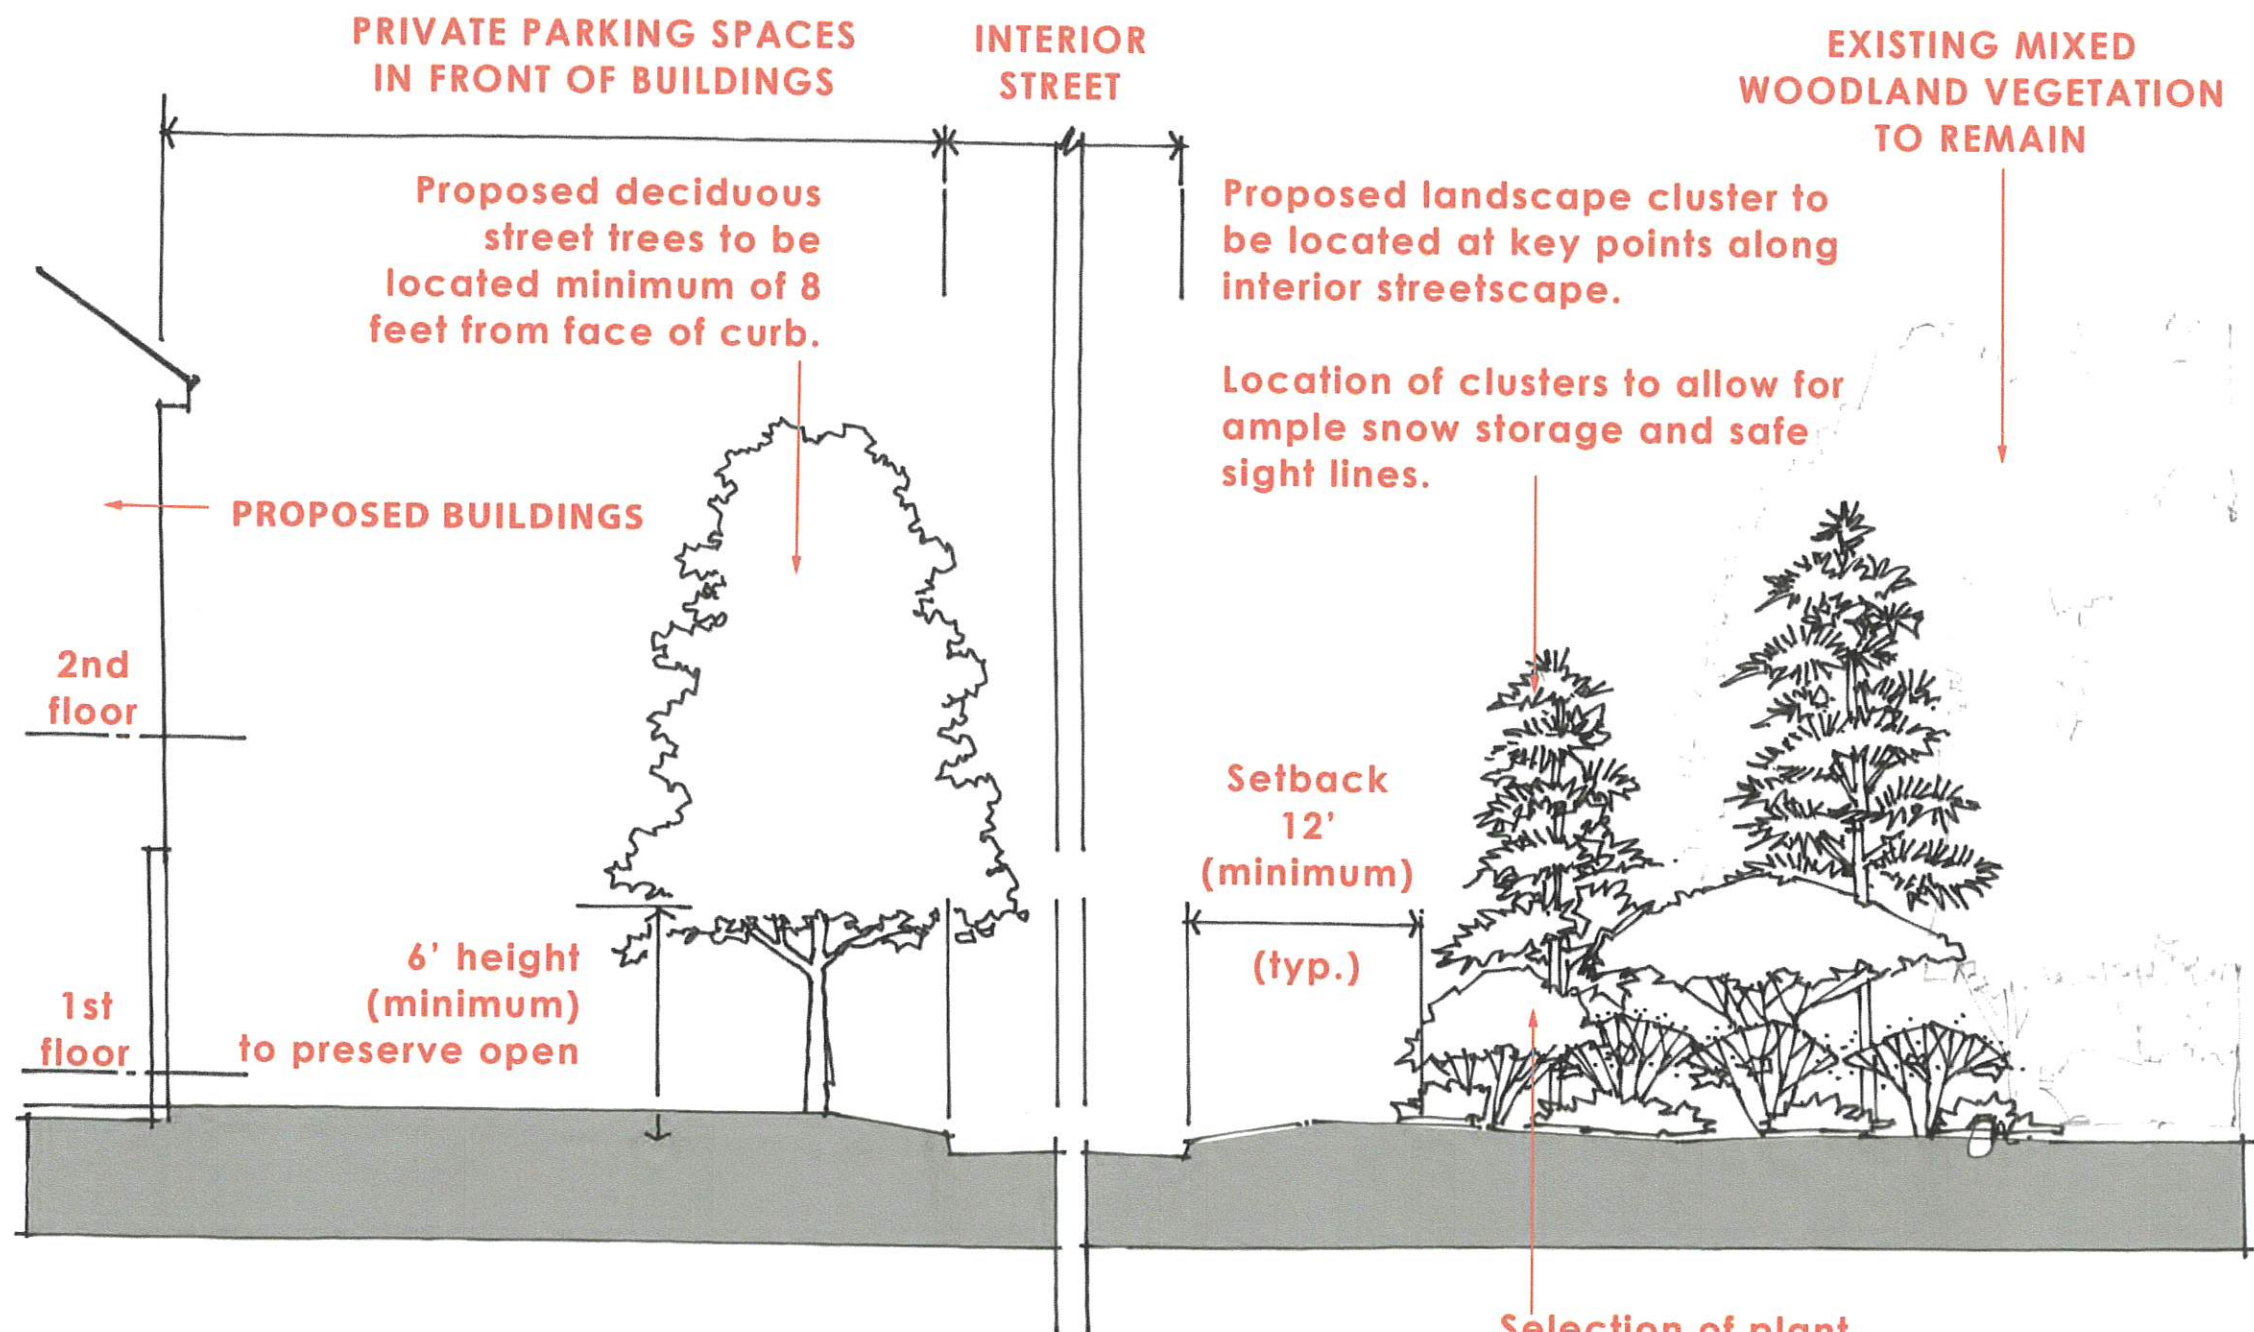 PRIVATE PARKING SPACES
IN FRONT OF BUILDINGS
INTERIOR
STREET
EXISTING MIXED
WOODLAND VEGETATION
TO REMAIN
Proposed deciduous
street trees to be
located minimum of 8
feet from face of curb.
Proposed landscape cluster to
be located at key points along
interior streetscape.
Location of clusters to allow for
ample snow storage and safe
sight lines.
PROPOSED BUILDINGS
2nd
floor
Setback
12'
(minimum)
(typ.)
6' height
(minimum)
to preserve open
1st
floor
Selection of plant